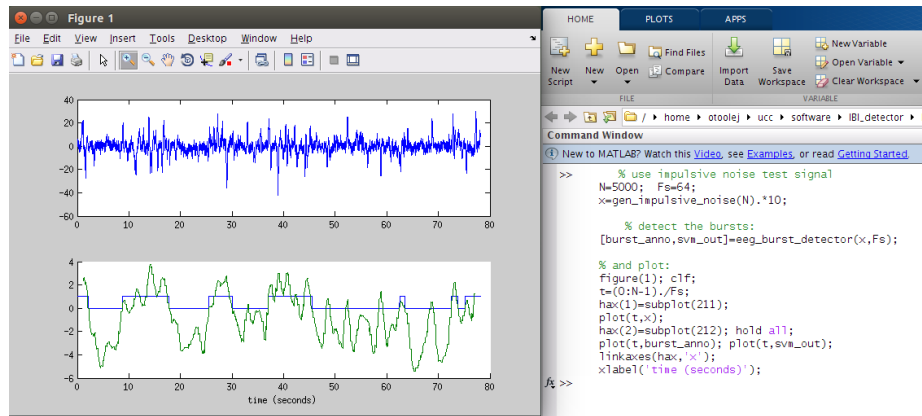 Figure 1
File Edit View Insert Tools Desktop Window Help
40
20
0
-20
-40
-60
0 10 20 30 40 50 60 70 80
4
2
0
-2
-4
-6
0 10 20 30 40 50 60 70 80
time (seconds)
HOME PLOTS APPS
New Script
New
Open
Find Files
Compare
Import Data
Save Workspace
New Variable
Open Variable
Clear Workspace
FILE VARIABLE
/ home otoolej ucc software IBI_detector
Command Window
New to MATLAB? Watch this Video, see Examples, or read Getting Started.
>> % use impulsive noise test signal
N=5000; Fs=64;
x=gen_impulsive_noise(N).*10;
% detect the bursts:
[burst_anno,svm_out]=eeg_burst_detector(x,Fs);
% and plot:
figure(1); clf;
t=(0:N-1)./Fs;
hax(1)=subplot(211);
plot(t,x);
hax(2)=subplot(212); hold all;
plot(t,burst_anno); plot(t,svm_out);
linkaxes(hax,'x');
xlabel('time (seconds)');
fx >>